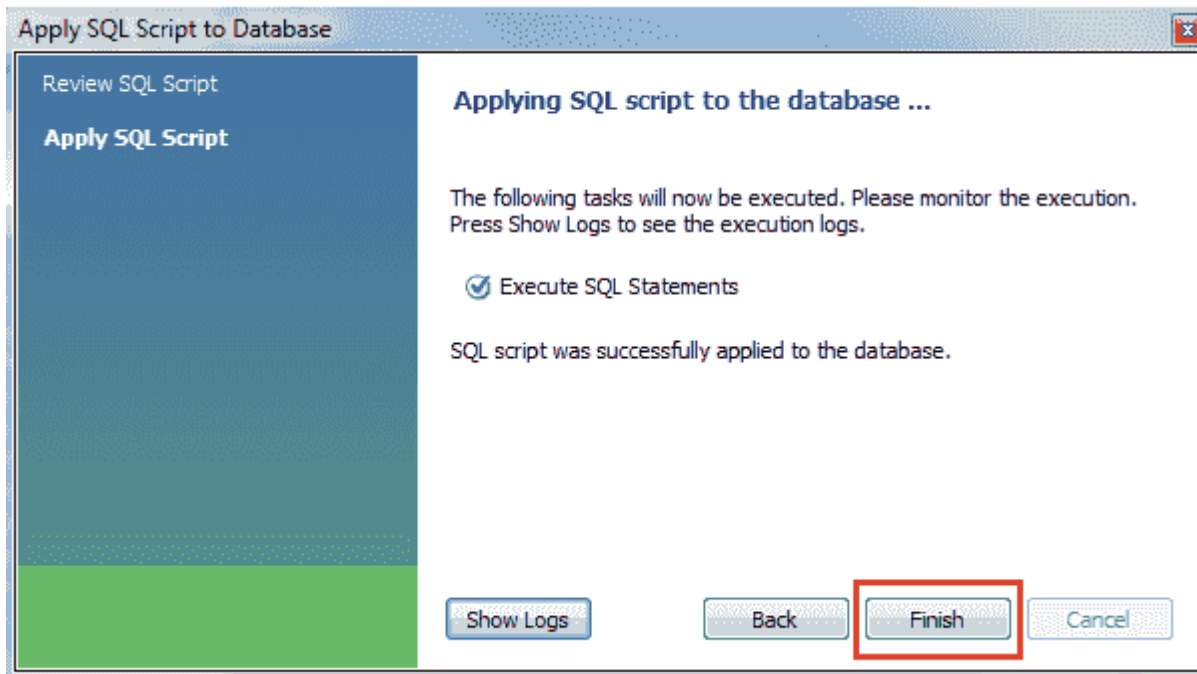 Apply SQL Script to Database
Review SQL Script
Apply SQL Script
Applying SQL script to the database ...
The following tasks will now be executed. Please monitor the execution.
Press Show Logs to see the execution logs.
Execute SQL Statements
SQL script was successfully applied to the database.
Show Logs
Back
Finish
Cancel